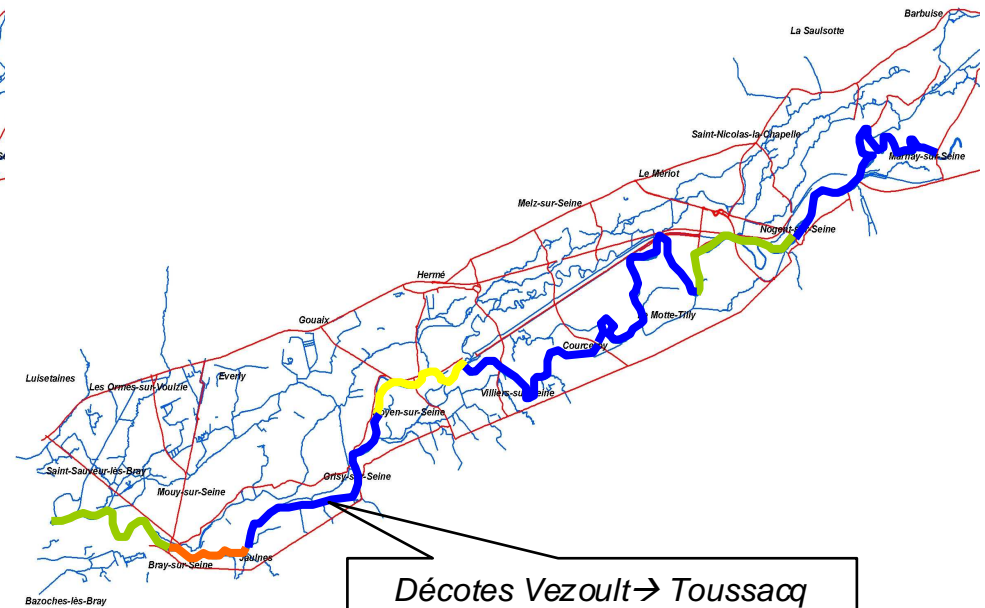 Barbuise
La Saulsotte
Saint-Nicolas-la-Chapelle
Marnay-sur-Seine
Le Mériot
Melz-sur-Seine
Nogent-sur-Seine
Hermé
Gouaix
Motte-Tilly
Courceroy
Luisetaines
Les Ormes-sur-Voulzie
Everly
Villiers-sur-Seine
oyen-sur-Seine
Saint-Sauveur-lès-Bray
Grisy-sur-Seine
Mouy-sur-Seine
Jaulnes
Bray-sur-Seine
Bazoches-lès-Bray
Décotes Vezoult→ Toussacq